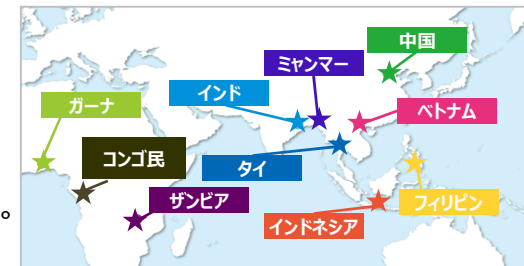 中国
ミャンマー
インド
ガーナ
ベトナム
コンゴ民
タイ
ザンビア
フィリピン
インドネシア
。